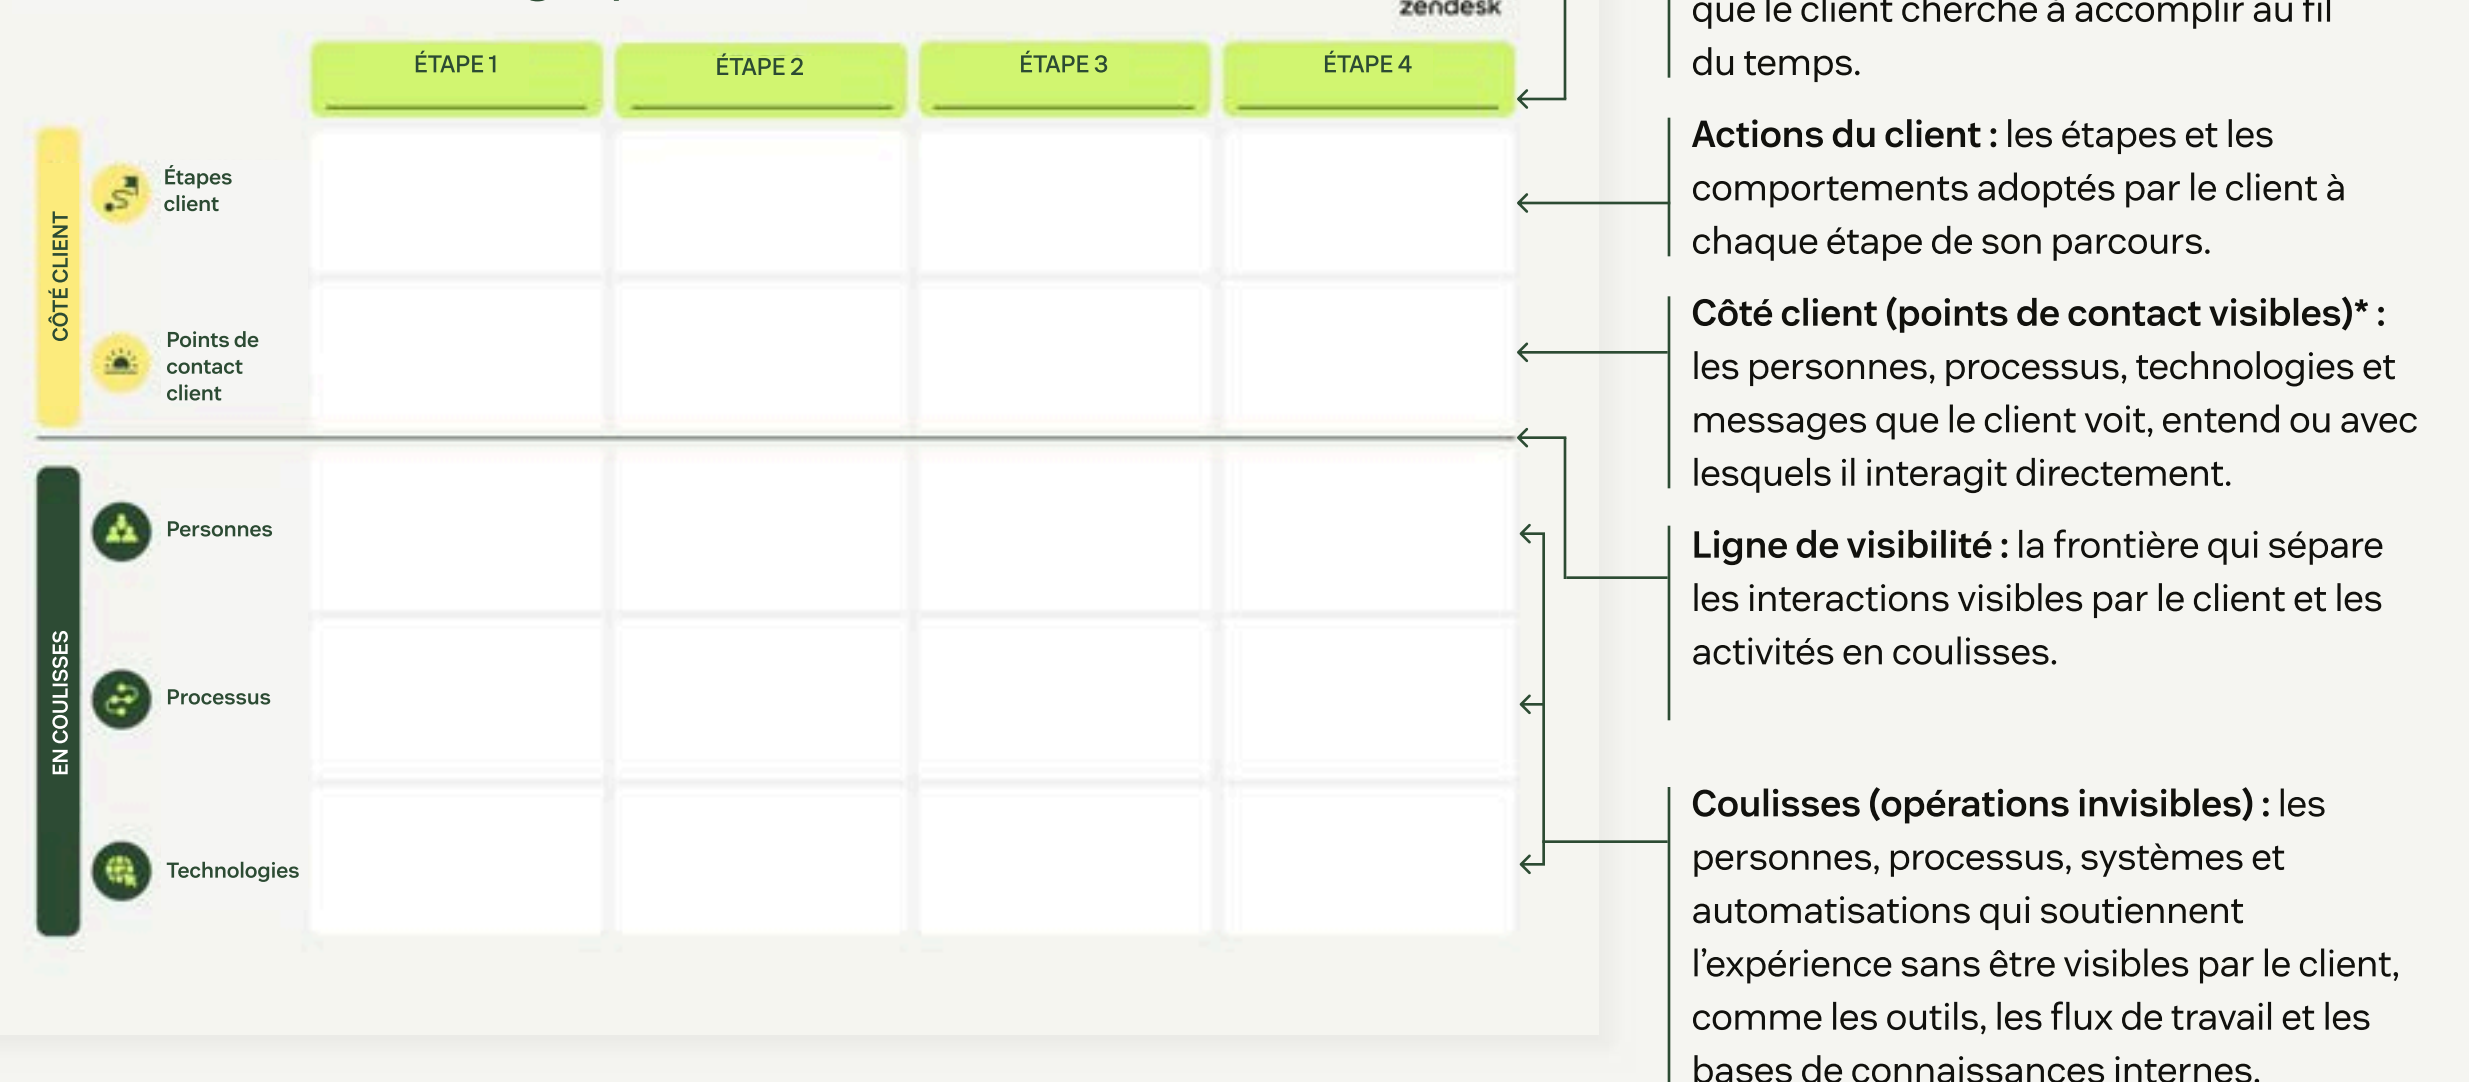 zendesk
ÉTAPE 1
ÉTAPE 2
ÉTAPE 3
ÉTAPE 4
CÔTÉ CLIENT
Étapes
client
Points de
contact
client
EN COULISSES
Personnes
Processus
Technologies
que le client cherche à accomplir au fil
du temps.
Actions du client : les étapes et les
comportements adoptés par le client à
chaque étape de son parcours.
Côté client (points de contact visibles)* :
les personnes, processus, technologies et
messages que le client voit, entend ou avec
lesquels il interagit directement.
Ligne de visibilité : la frontière qui sépare
les interactions visibles par le client et les
activités en coulisses.
Coulisses (opérations invisibles) : les
personnes, processus, systèmes et
automatisations qui soutiennent
l’expérience sans être visibles par le client,
comme les outils, les flux de travail et les
bases de connaissances internes.